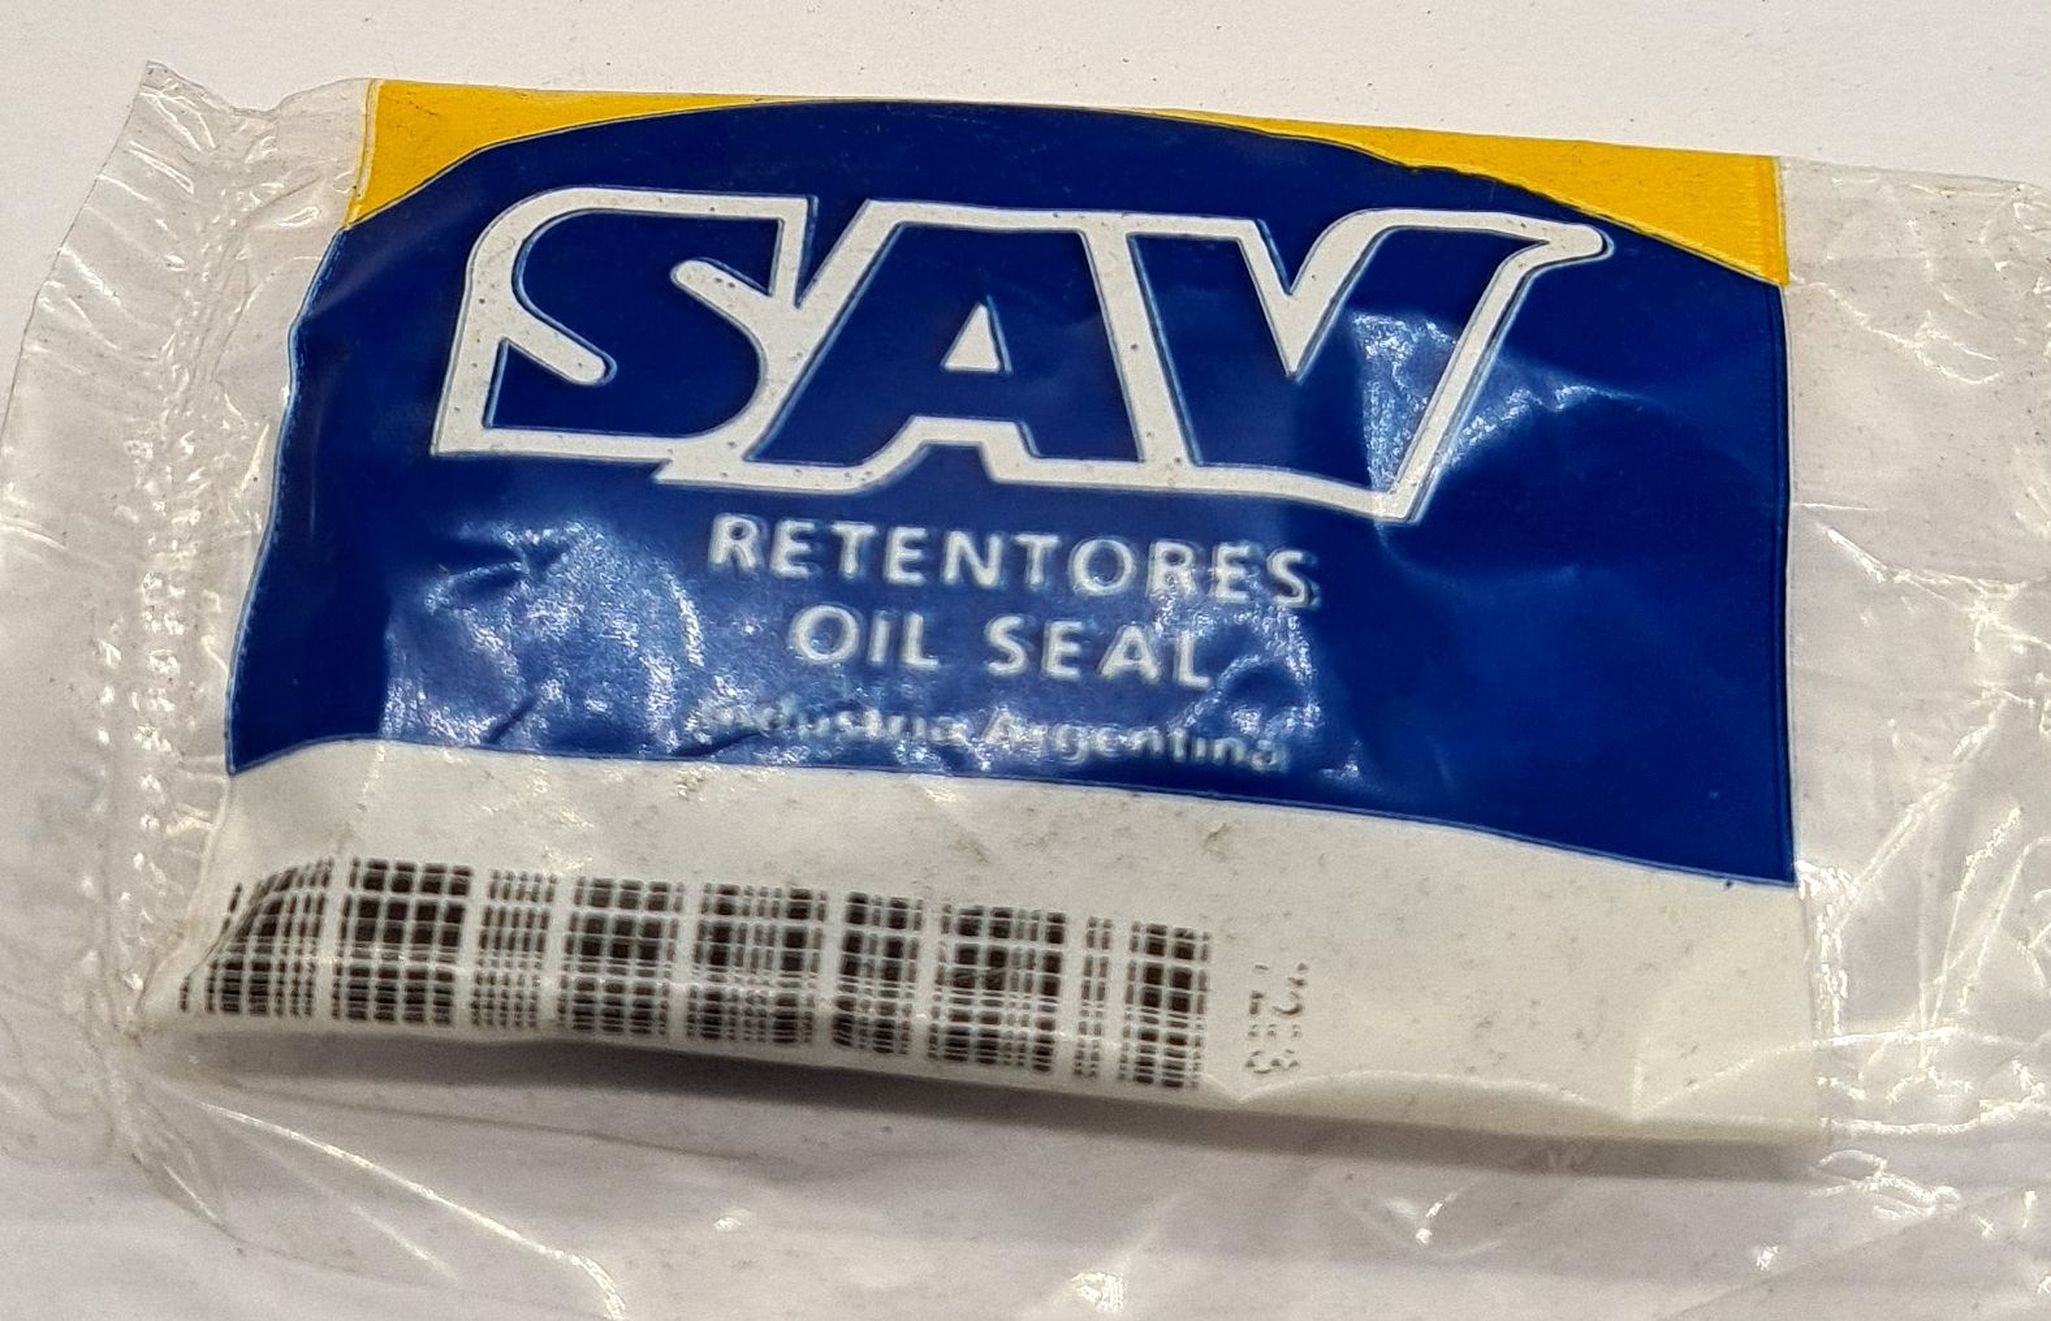 SAV
RETENTORES
OIL SEAL
Industria Argentina